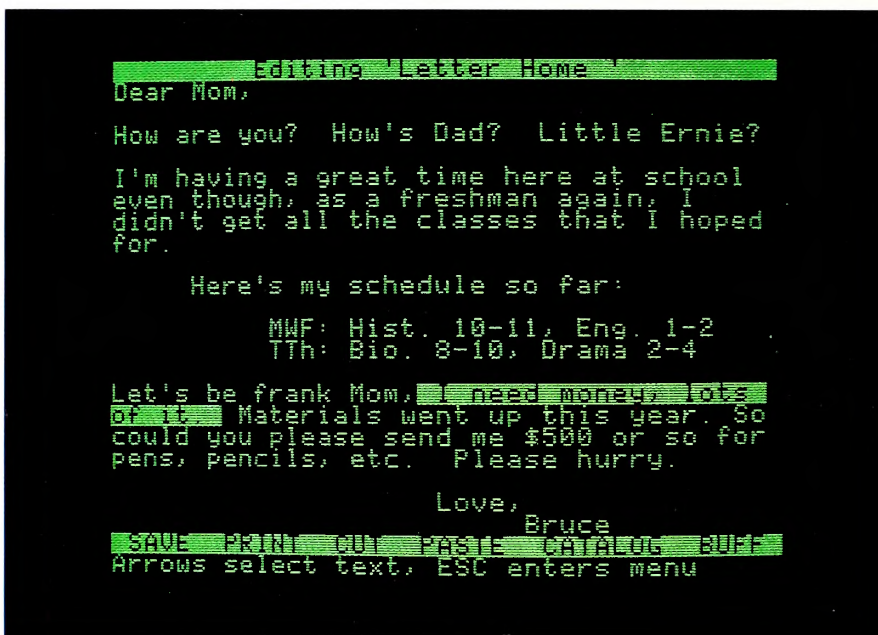 Editing 'Letter Home '
Dear Mom,
How are you? How's Dad? Little Ernie?
I'm having a great time here at school
even though, as a freshman again, I
didn't get all the classes that I hoped
for.
Here's my schedule so far:
MWF: Hist. 10-11, Eng. 1-2
TTh: Bio. 8-10, Drama 2-4
Let's be frank Mom, I need money, lots
of it. Materials went up this year. So
could you please send me $500 or so for
pens, pencils, etc. Please hurry.
Love,
Bruce
SAVE PRINT CUT PASTE CATALOG BUFF
Arrows select text, ESC enters menu